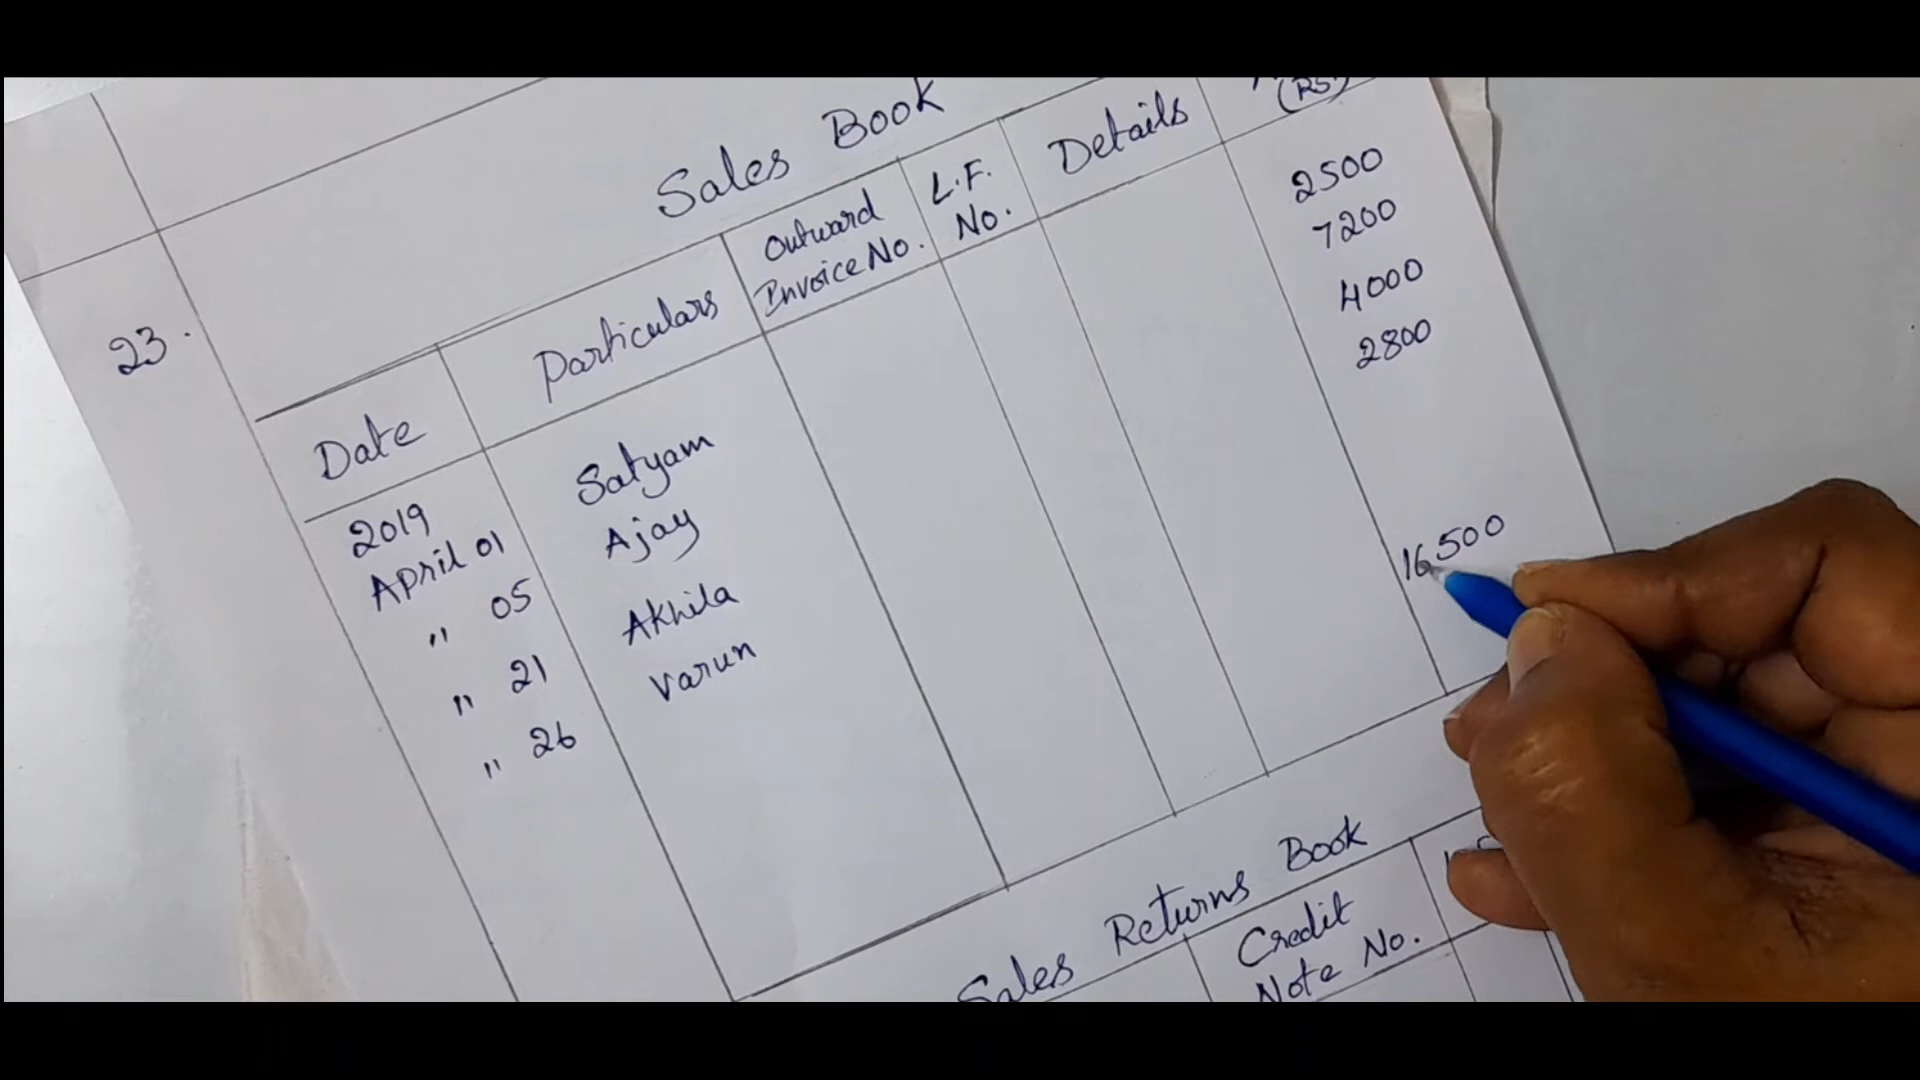 Sales Book
23.
Date Particulars Outward Invoice No. L.F. No. Details (RS)
2019
April 01 Satyam 2500
" 05 Ajay 7200
" 21 Akhila 4000
" 26 Varun 2800
16500
Sales Returns Book
Credit
Note No.